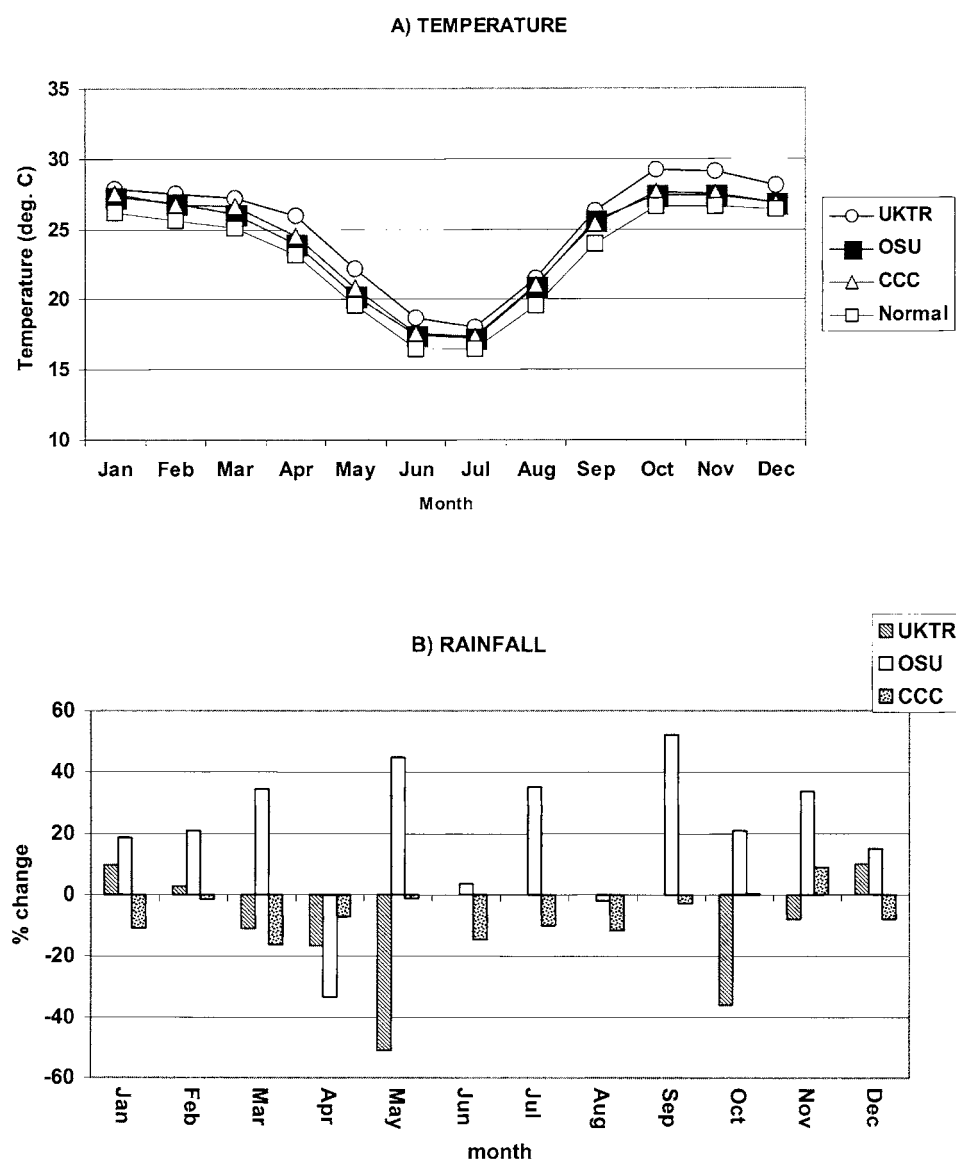 A) TEMPERATURE
35
30
25
20
15
10
Temperature (deg. C)
Jan Feb Mar Apr May Jun Jul Aug Sep Oct Nov Dec
Month
UKTR
OSU
CCC
Normal
B) RAINFALL
UKTR
OSU
CCC
60
40
20
0
-20
-40
-60
% change
Jan Feb Mar Apr May Jun Jul Aug Sep Oct Nov Dec
month